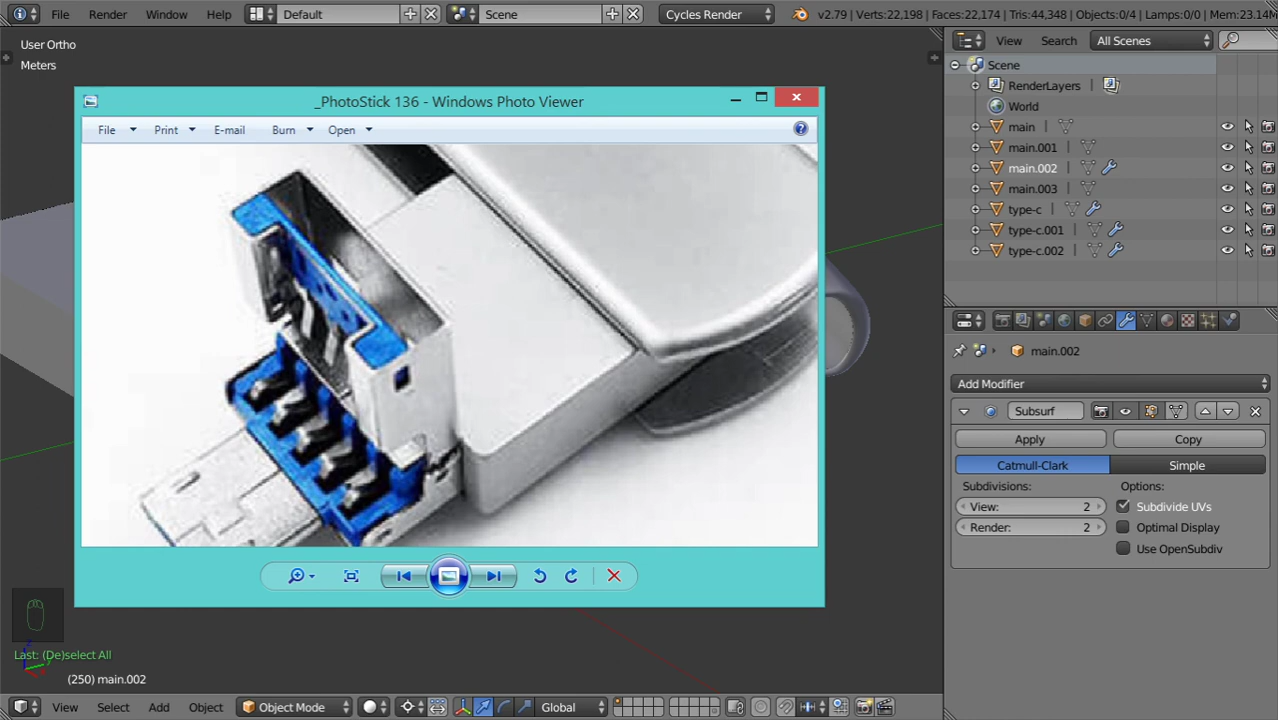 File Render Window Help Default Scene Cycles Render v2.79 | Verts:22,198 | Faces:22,174 | Tris:44,348 | Objects:0/4 | Lamps:0/0 | Mem:23.14M
User Ortho
Meters
_PhotoStick 136 - Windows Photo Viewer
File Print E-mail Burn Open
Last: (De)select All
(250) main.002
View Select Add Object Object Mode Global
View Search All Scenes
Scene
RenderLayers
World
main
main.001
main.002
main.003
type-c
type-c.001
type-c.002
main.002
Add Modifier
Subsurf
Apply Copy
Catmull-Clark Simple
Subdivisions: Options:
View: 2 Subdivide UVs
Render: 2 Optimal Display
Use OpenSubdiv